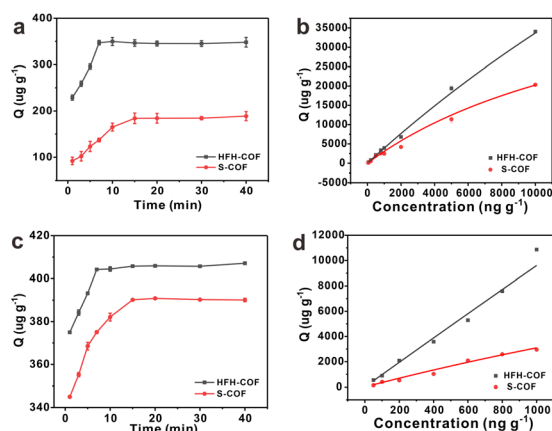 a
400
300
200
100
Q (ug g⁻¹)
HFH-COF
S-COF
0 10 20 30 40
Time (min)
b
35000
30000
25000
20000
15000
10000
5000
0
-5000
Q (ug g⁻¹)
HFH-COF
S-COF
0 2000 4000 6000 8000 10000
Concentration (ng g⁻¹)
c
420
400
380
360
340
Q (ug g⁻¹)
HFH-COF
S-COF
0 10 20 30 40
Time (min)
d
12000
10000
8000
6000
4000
2000
0
Q (ug g⁻¹)
HFH-COF
S-COF
0 200 400 600 800 1000
Concentration (ng g⁻¹)